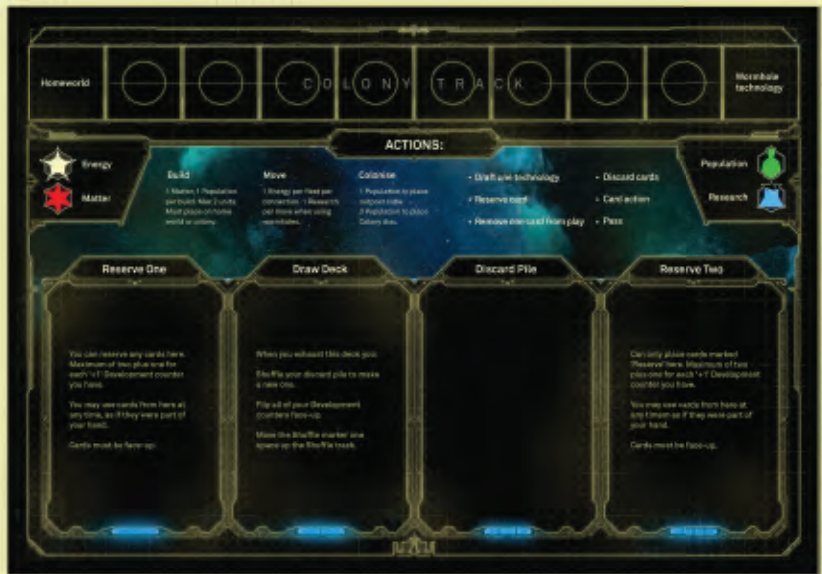 Homeworld
COLONY TRACK
Wormhole
technology
ACTIONS:
Energy
Matter
Build
1 Matter, 1 Population
per build. Max 2 units.
Must place on home
world or colony.
Move
1 Energy per fleet per
connection. 1 Research
per move when using
wormholes.
Colonise
1 Population to place
outpost cube.
Population to place
Colony disc.
• Draft one technology
• Reserve card
• Remove one card from play
• Discard cards
• Card action
• Pass
Population
Research
Reserve One
You can reserve any cards here.
Maximum of two plus one for
each '+1' Development counter
you have.
You may use cards from here at
any time, as if they were part of
your hand.
Cards must be face-up.
Draw Deck
When you exhaust this deck you:
Shuffle your discard pile to make
a new one.
Flip all of your Development
counters face-up.
Move the Shuffle marker one
space up the Shuffle track.
Discard Pile
Reserve Two
Can only place cards marked
'Reserve' here. Maximum of two
plus one for each '+1' Development
counter you have.
You may use cards from here at
any time as if they were part of
your hand.
Cards must be face-up.